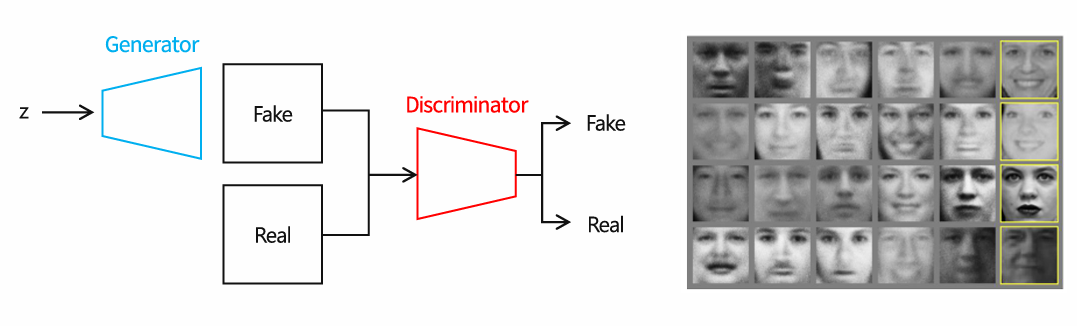 Generator
z
Fake
Discriminator
Fake
Real
Real